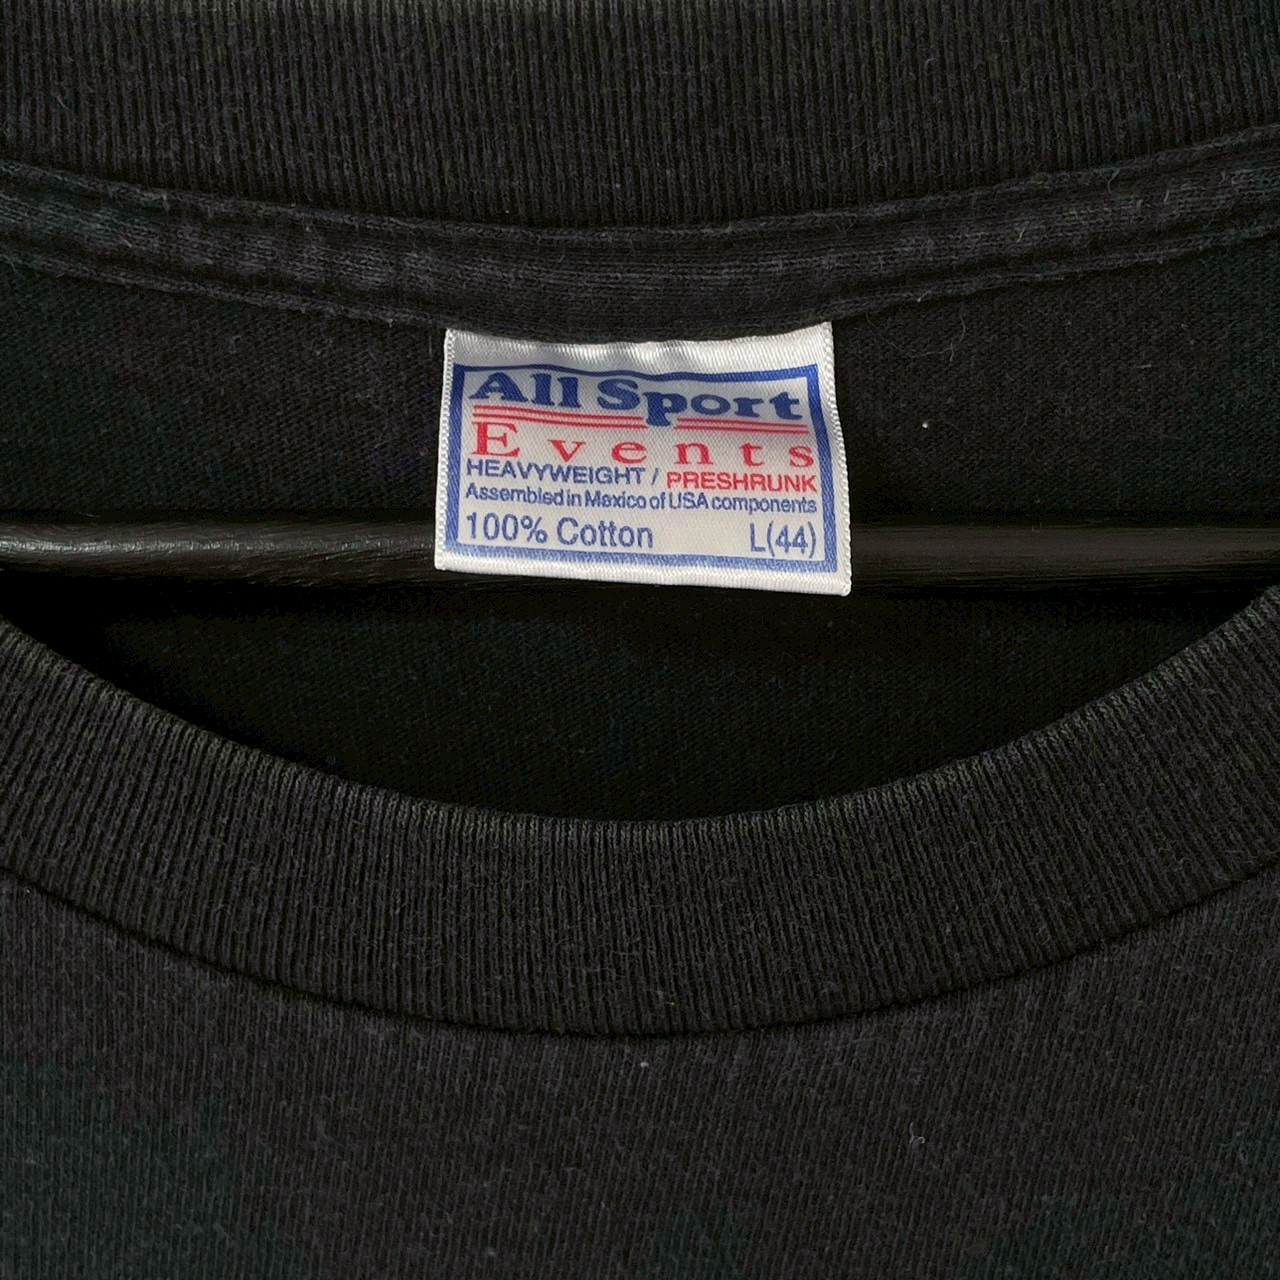 All Sport
Events
HEAVYWEIGHT / PRESHRUNK
Assembled in Mexico of USA components
100% Cotton L(44)